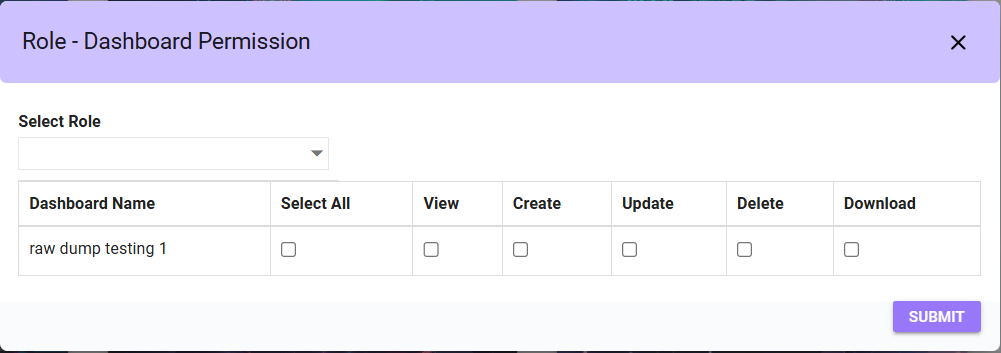 Role - Dashboard Permission
Select Role
Dashboard Name Select All View Create Update Delete Download
raw dump testing 1
SUBMIT